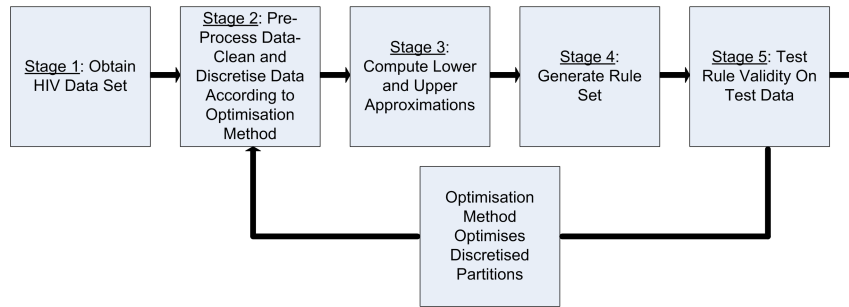 Stage 1: Obtain
HIV Data Set
Stage 2: Pre-
Process Data-
Clean and
Discretise Data
According to
Optimisation
Method
Stage 3:
Compute Lower
and Upper
Approximations
Stage 4:
Generate Rule
Set
Stage 5: Test
Rule Validity On
Test Data
Optimisation
Method
Optimises
Discretised
Partitions